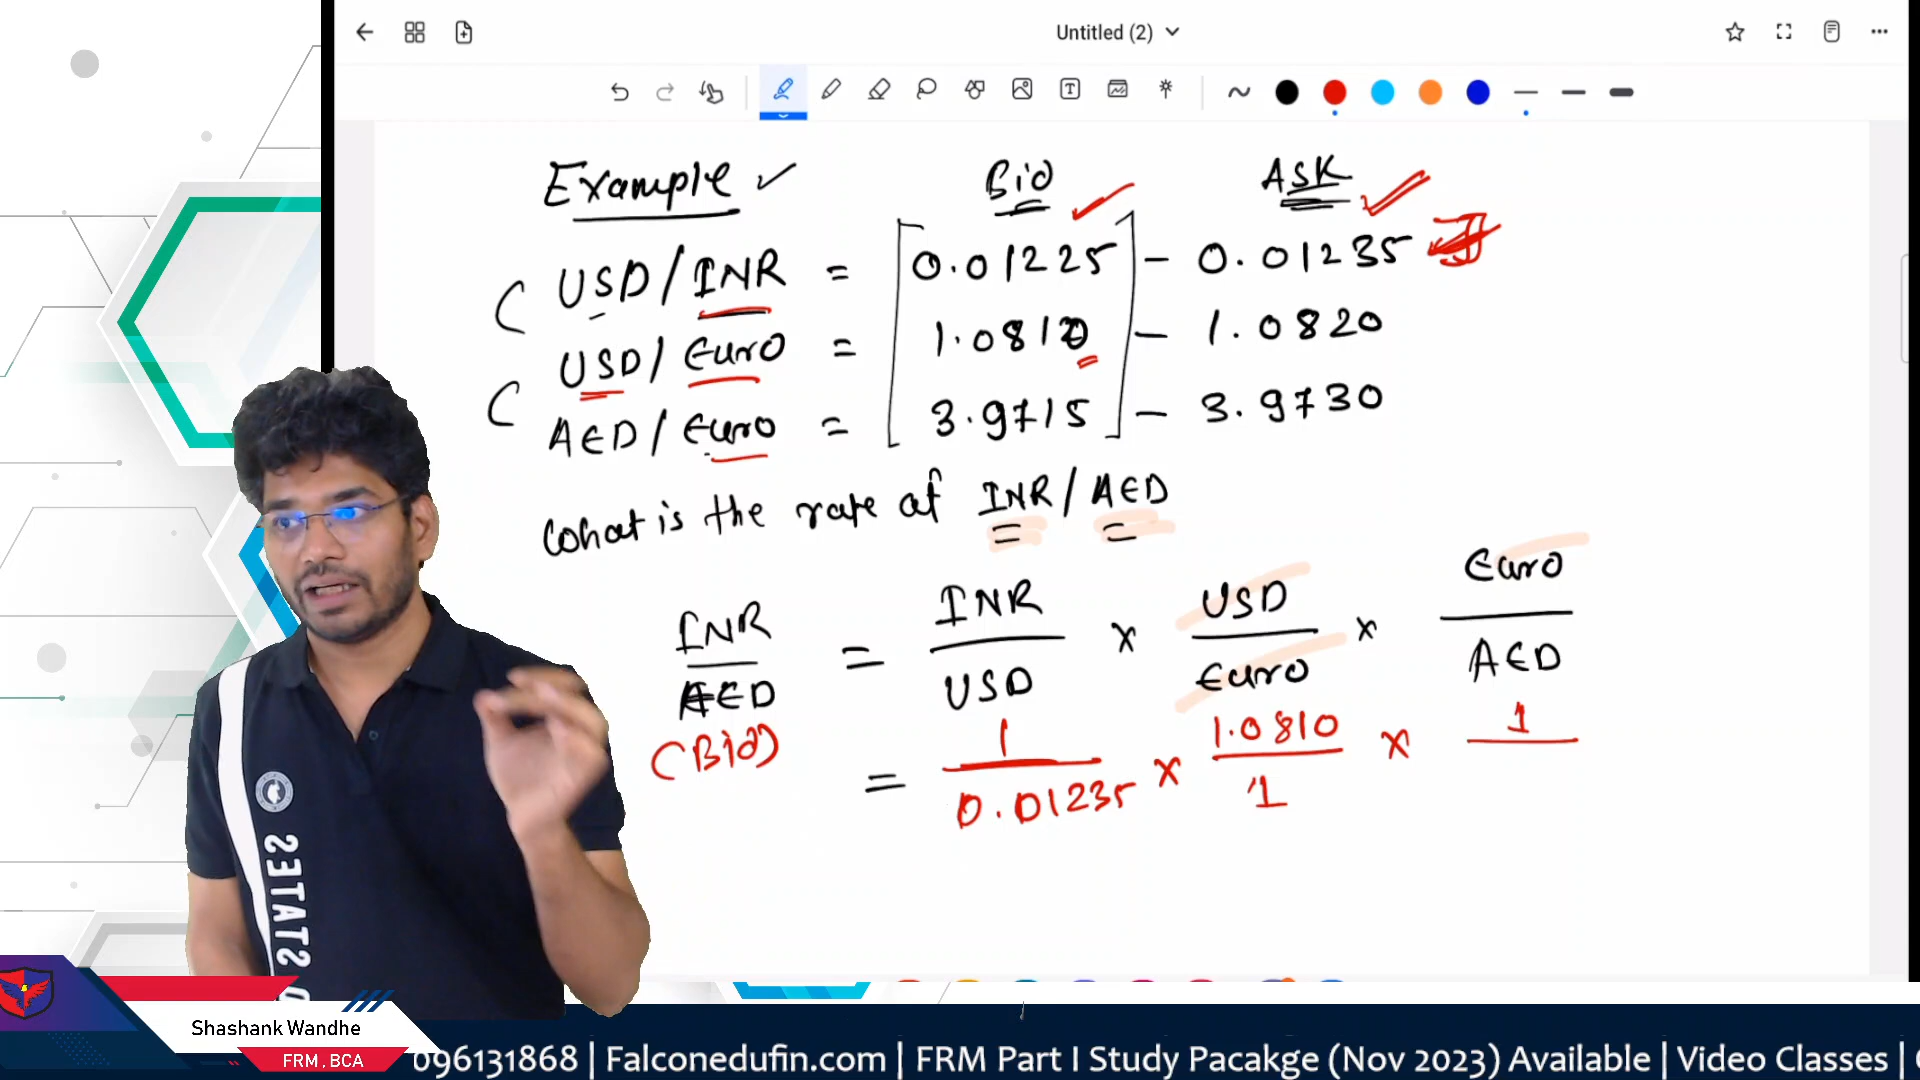 Untitled (2)
Example ✓ Bid ASK
USD/INR = 0.01225 - 0.01235
USD/Euro = 1.0810 - 1.0820
AED/Euro = 3.9715 - 3.9730
What is the rate of INR/AED
INR/AED = INR/USD x USD/Euro x Euro/AED
(Bid)
= 1/0.01235 x 1.0810/1 x 1
STATES
Shashank Wandhe
FRM, BCA
096131868 | Falconedufin.com | FRM Part I Study Pacakge (Nov 2023) Available | Video Classes |